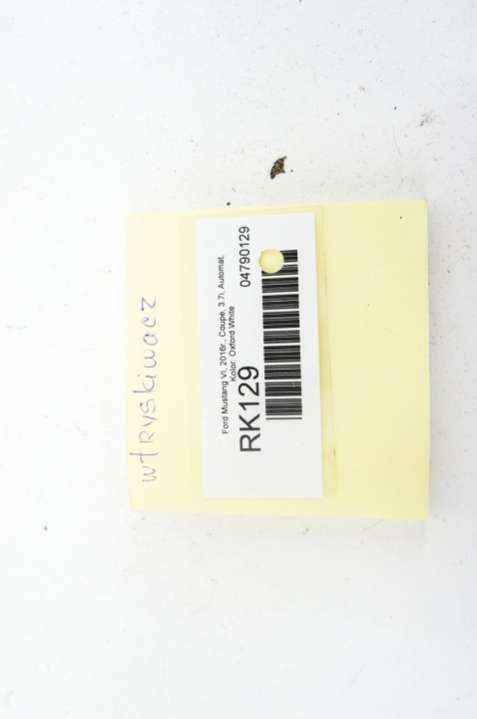 wtryskiwacz
Ford Mustang VI, 2016r., Coupe, 3.7i, Automat,
Kolor: Oxford White
RK129
04790129